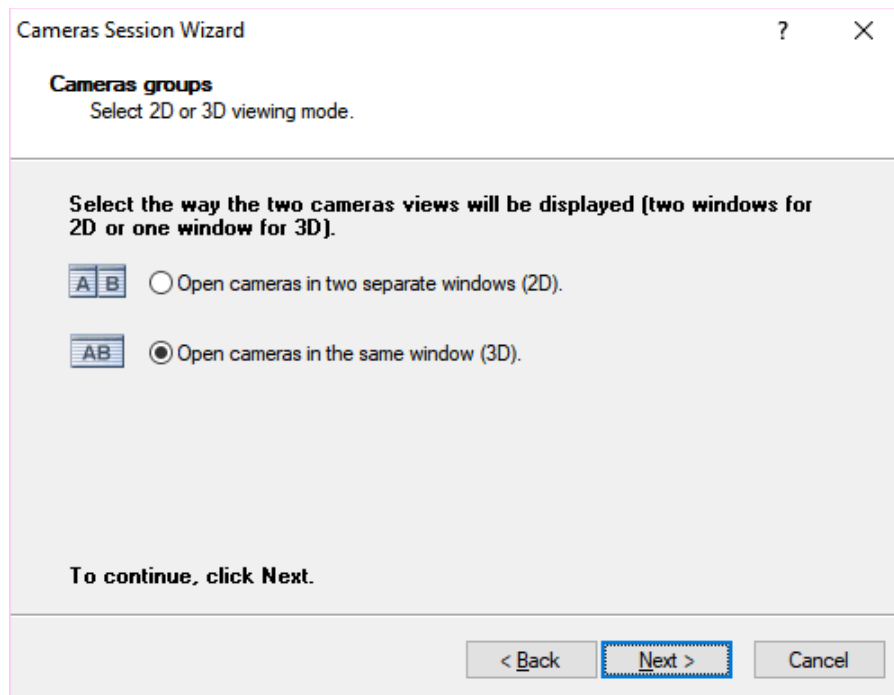 Cameras Session Wizard ?
Cameras groups
Select 2D or 3D viewing mode.
Select the way the two cameras views will be displayed (two windows for
2D or one window for 3D).
A B Open cameras in two separate windows (2D).
AB Open cameras in the same window (3D).
To continue, click Next.
< Back Next > Cancel